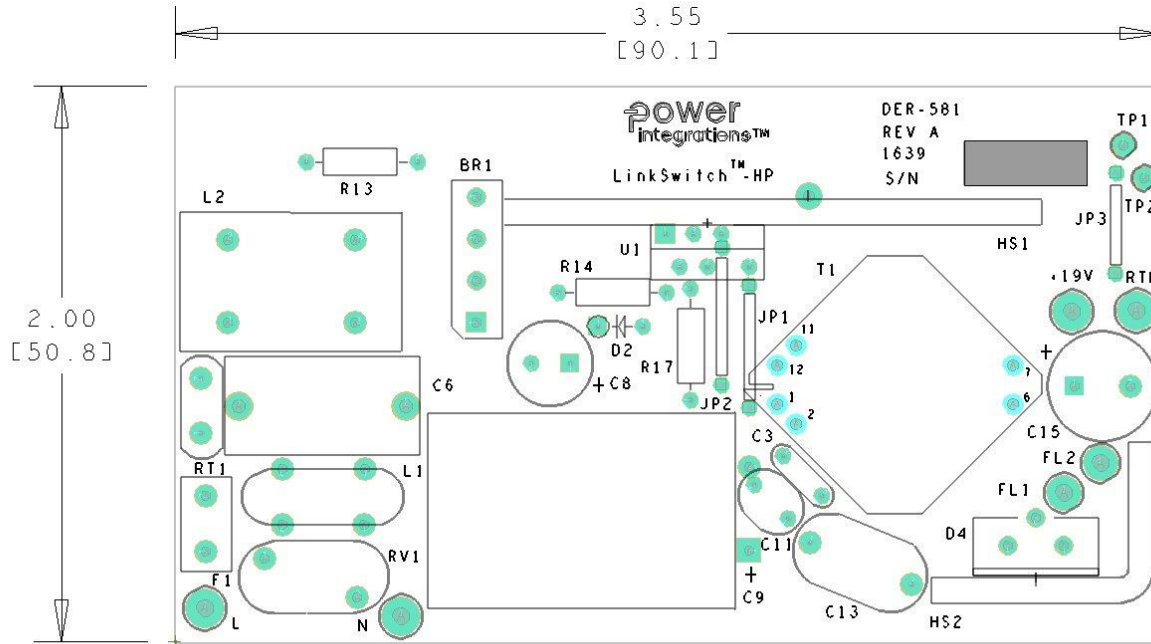 3.55
[90.1]
2.00
[50.8]
power
integrations™
LinkSwitch™-HP
DER-581
REV A
1639
S/N
TP1
TP2
JP3
R13
BR1
L2
HS1
U1
T1
R14
+19V
JP1
D2
R17
C8
JP2
11
12
1
2
7
6
C6
C15
C3
RT1
L1
FL2
FL1
D4
C11
RV1
F1
C9
C13
HS2
L
N